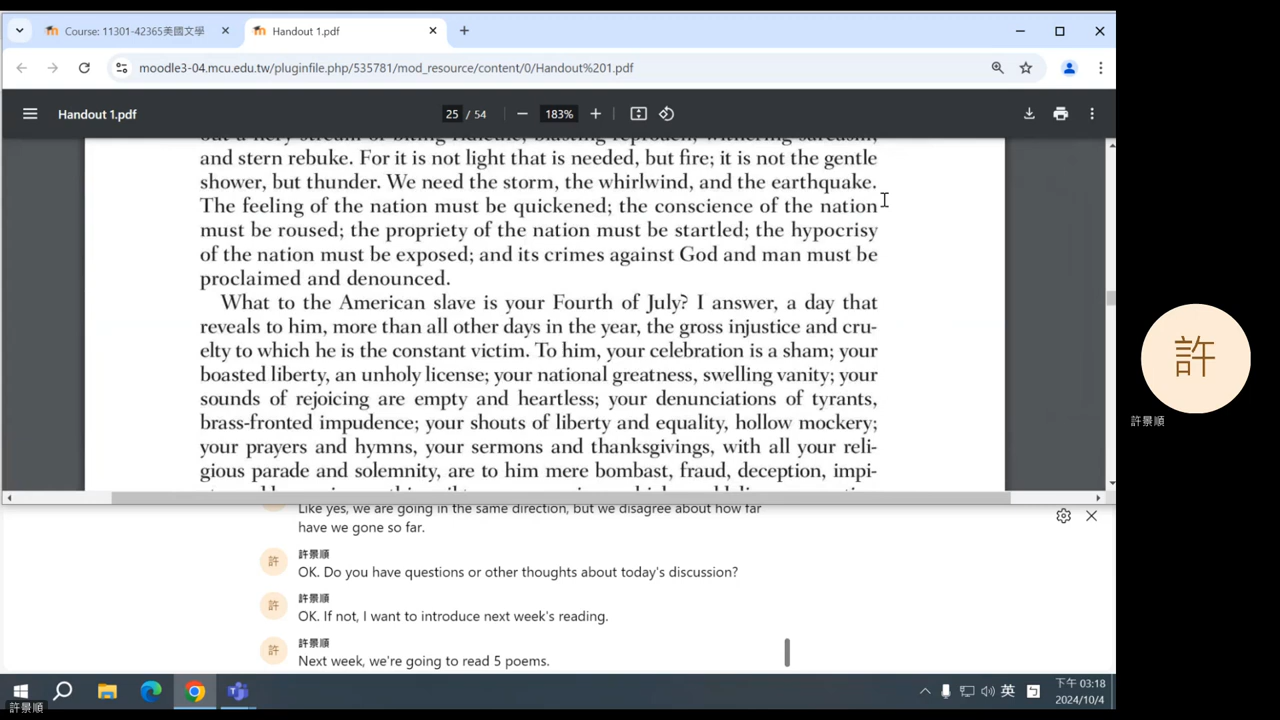 Course: 11301-42365美國文學
Handout 1.pdf
moodle3-04.mcu.edu.tw/pluginfile.php/535781/mod_resource/content/0/Handout%201.pdf
Handout 1.pdf
25 / 54
183%
but a fiery stream of biting ridicule, blasting reproach, withering sarcasm,
and stern rebuke. For it is not light that is needed, but fire; it is not the gentle
shower, but thunder. We need the storm, the whirlwind, and the earthquake.
The feeling of the nation must be quickened; the conscience of the nation
must be roused; the propriety of the nation must be startled; the hypocrisy
of the nation must be exposed; and its crimes against God and man must be
proclaimed and denounced.
What to the American slave is your Fourth of July? I answer, a day that
reveals to him, more than all other days in the year, the gross injustice and cru-
elty to which he is the constant victim. To him, your celebration is a sham; your
boasted liberty, an unholy license; your national greatness, swelling vanity; your
sounds of rejoicing are empty and heartless; your denunciations of tyrants,
brass-fronted impudence; your shouts of liberty and equality, hollow mockery;
your prayers and hymns, your sermons and thanksgivings, with all your reli-
gious parade and solemnity, are to him mere bombast, fraud, deception, impi-
許
許景順
Like yes, we are going in the same direction, but we disagree about how far
have we gone so far.
許
許景順
OK. Do you have questions or other thoughts about today's discussion?
許
許景順
OK. If not, I want to introduce next week's reading.
許
許景順
Next week, we're going to read 5 poems.
英
ㄅ
下午 03:18
2024/10/4
許景順